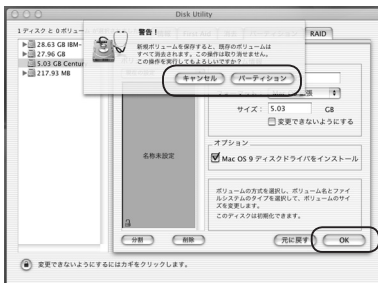 Disk Utility
1ディスク と 0ボリュー
警告！
RAID
新規ボリュームを保存すると、既存のボリュームは
すべて消去されます。この操作は取り消せません。
この操作を実行してもよろしいですか？
キャンセル
パーティション
28.63 GB IBM-
27.96 GB
5.03 GB Centur
217.93 MB
張
サイズ： 5.03 GB
変更できないようにする
オプション
Mac OS 9 ディスクドライバをインストール
名称未設定
ボリュームの方式を選択し、ボリューム名とファイ
ルシステムのタイプを選択して、ボリュームのサイ
ズを変更します。
このディスクは初期化できます。
分割
削除
元に戻す
OK
変更できないようにするにはカギをクリックします。